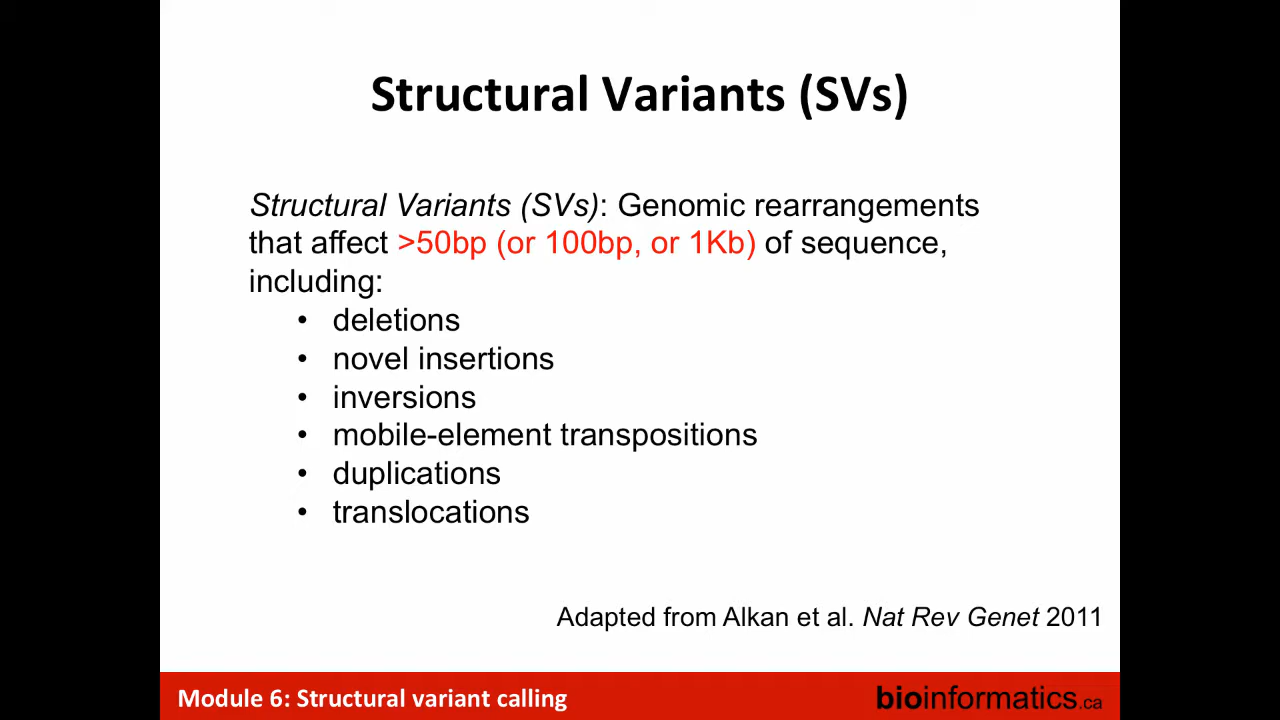 Structural Variants (SVs)
Structural Variants (SVs): Genomic rearrangements
that affect >50bp (or 100bp, or 1Kb) of sequence,
including:
• deletions
• novel insertions
• inversions
• mobile-element transpositions
• duplications
• translocations
Adapted from Alkan et al. Nat Rev Genet 2011
Module 6: Structural variant calling
bioinformatics.ca